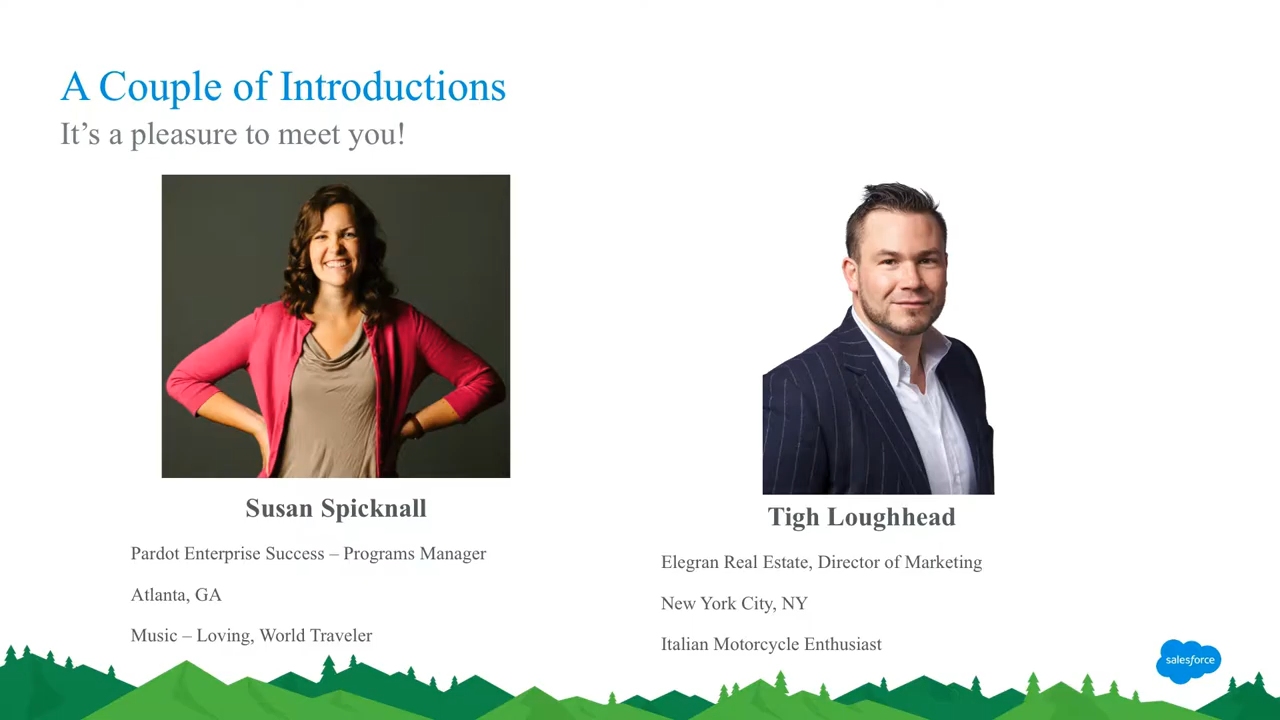 A Couple of Introductions
It’s a pleasure to meet you!
Susan Spicknall
Pardot Enterprise Success – Programs Manager
Atlanta, GA
Music – Loving, World Traveler
Tigh Loughhead
Elegran Real Estate, Director of Marketing
New York City, NY
Italian Motorcycle Enthusiast
salesforce